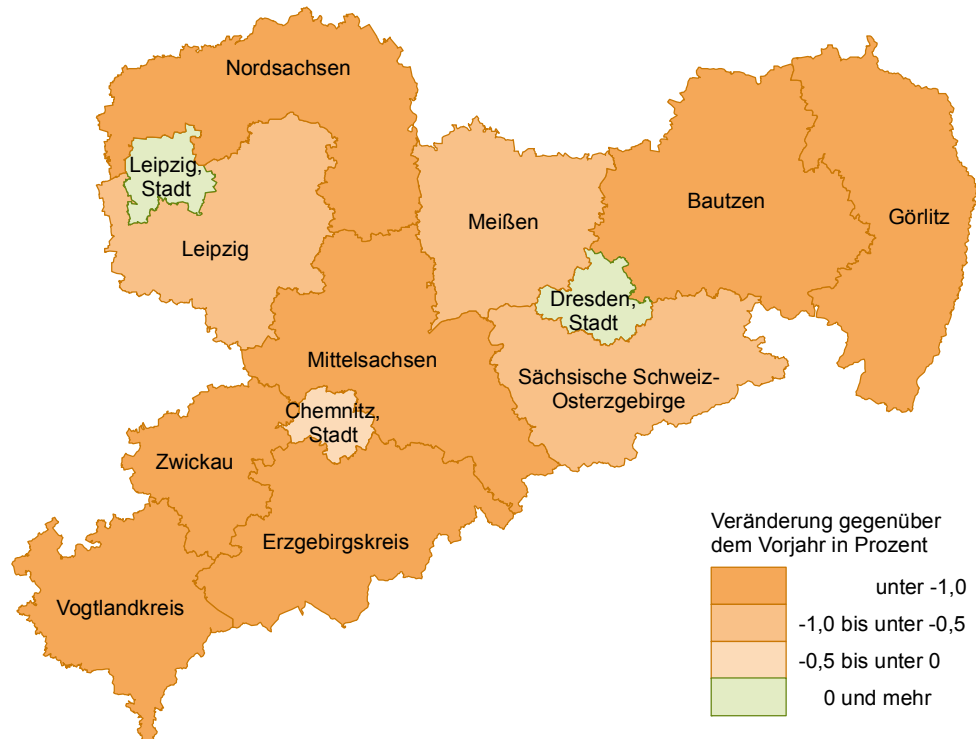 Nordsachsen
Leipzig,
Stadt
Leipzig
Meißen
Bautzen
Görlitz
Dresden,
Stadt
Mittelsachsen
Sächsische Schweiz-
Osterzgebirge
Chemnitz,
Stadt
Zwickau
Erzgebirgskreis
Vogtlandkreis
Veränderung gegenüber
dem Vorjahr in Prozent
unter -1,0
-1,0 bis unter -0,5
-0,5 bis unter 0
0 und mehr